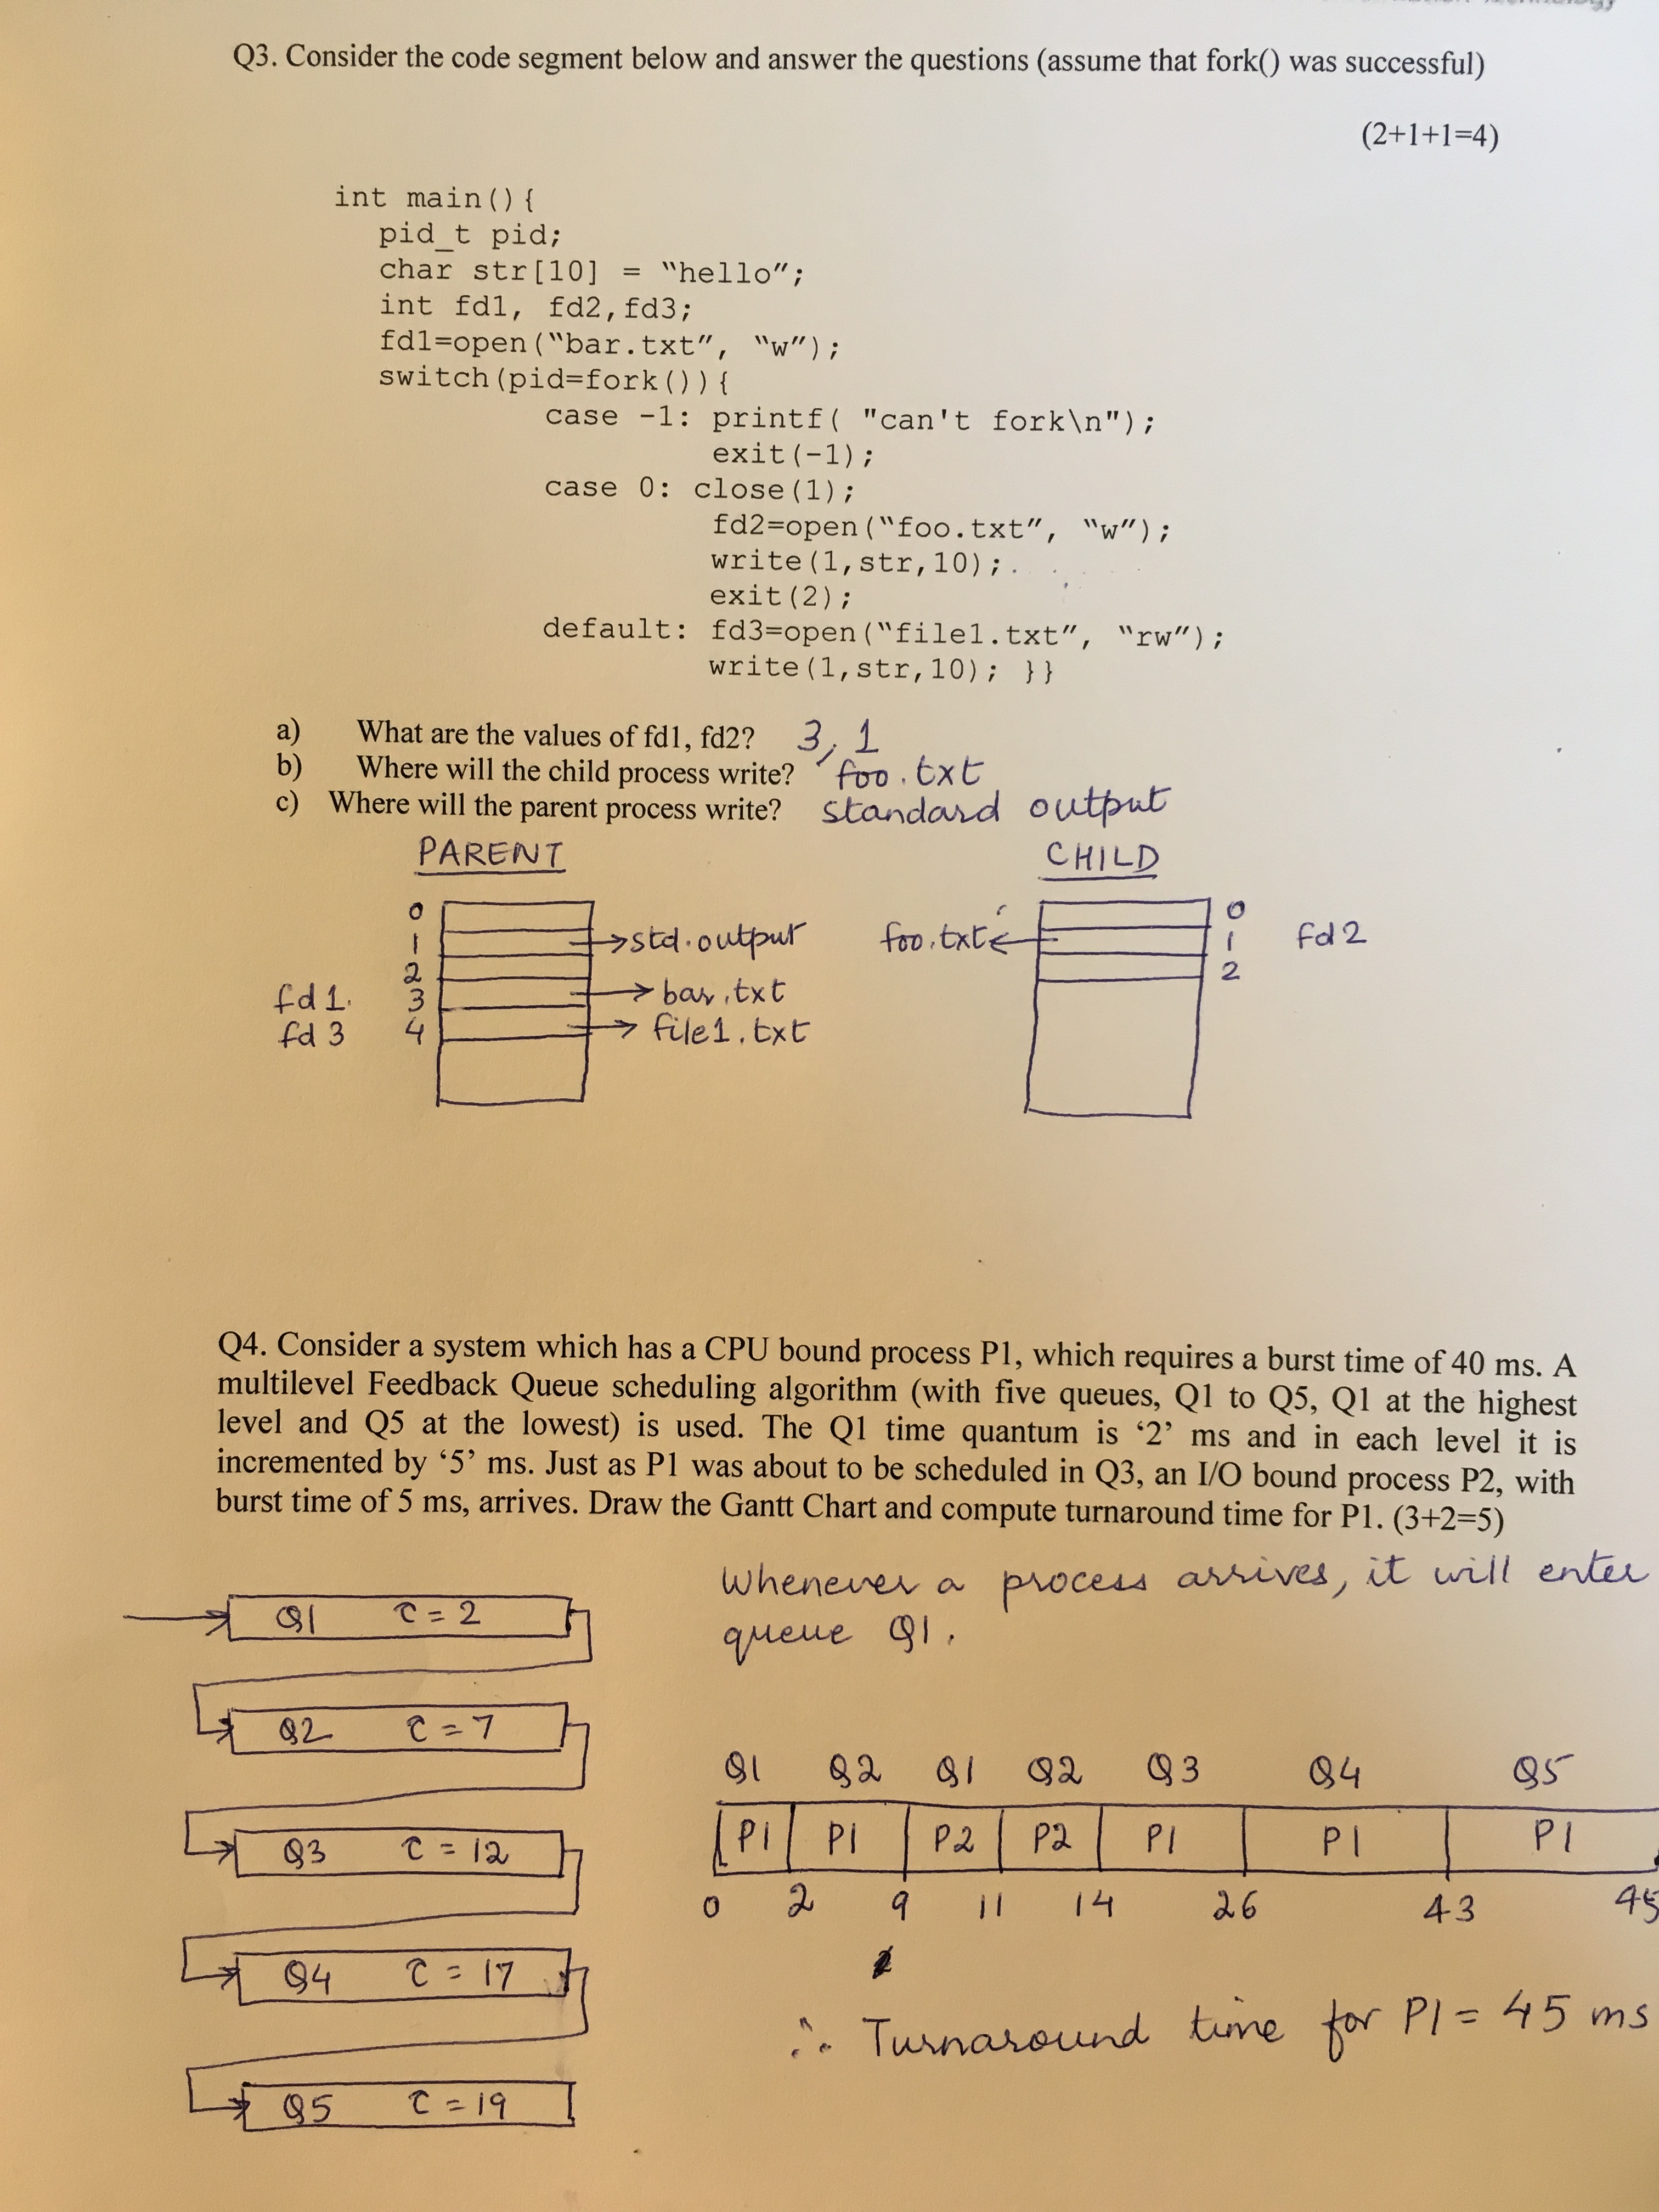 Q3. Consider the code segment below and answer the questions (assume that fork() was successful)
(2+1+1=4)
int main(){
pid_t pid;
char str[10] = “hello”;
int fd1, fd2,fd3;
fd1=open(“bar.txt”, “w”);
switch(pid=fork()){
case -1: printf( "can't fork\n");
exit(-1);
case 0: close(1);
fd2=open(“foo.txt”, “w”);
write(1,str,10);
exit(2);
default: fd3=open(“file1.txt”, “rw”);
write(1,str,10); }}
a) What are the values of fd1, fd2? 3, 1
b) Where will the child process write? foo.txt
c) Where will the parent process write? standard output
PARENT
CHILD
0
1 std.output
2
fd 1. 3 bar.txt
fd 3 4 file1.txt
0
foo.txt 1 fd 2
2
Q4. Consider a system which has a CPU bound process P1, which requires a burst time of 40 ms. A
multilevel Feedback Queue scheduling algorithm (with five queues, Q1 to Q5, Q1 at the highest
level and Q5 at the lowest) is used. The Q1 time quantum is ‘2’ ms and in each level it is
incremented by ‘5’ ms. Just as P1 was about to be scheduled in Q3, an I/O bound process P2, with
burst time of 5 ms, arrives. Draw the Gantt Chart and compute turnaround time for P1. (3+2=5)
Whenever a process arrives, it will enter
queue Q1.
Q1 τ = 2
Q2 τ = 7
Q3 τ = 12
Q4 τ = 17
Q5 τ = 19
Q1 Q2 Q1 Q2 Q3 Q4 Q5
P1 P1 P2 P2 P1 P1 P1
0 2 9 11 14 26 43 45
∴ Turnaround time for P1 = 45 ms